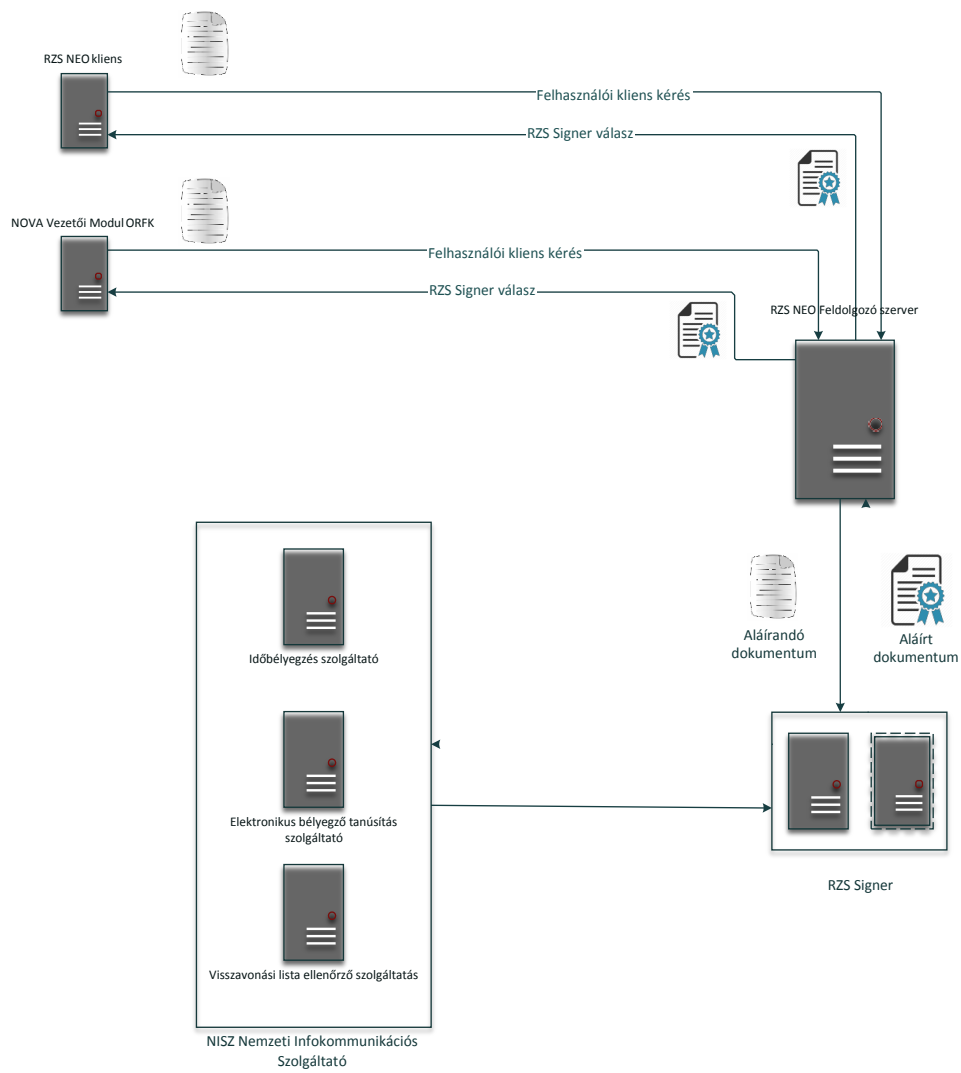 RZS NEO kliens
Felhasználói kliens kérés
RZS Signer válasz
NOVA Vezetői Modul ORFK
Felhasználói kliens kérés
RZS Signer válasz
RZS NEO Feldolgozó szerver
Aláírandó
dokumentum
Aláírt
dokumentum
Időbélyegzés szolgáltató
Elektronikus bélyegző tanúsítás
szolgáltató
Visszavonási lista ellenőrző szolgáltatás
RZS Signer
NISZ Nemzeti Infokommunikációs
Szolgáltató